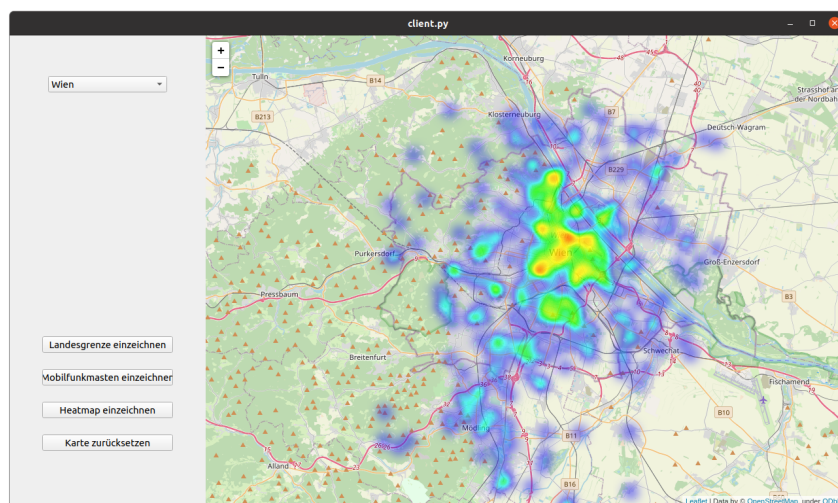 client.py
+
−
Wien
Landesgrenze einzeichnen
Mobilfunkmasten einzeichnen
Heatmap einzeichnen
Karte zurücksetzen
Korneuburg
Tulln
B14
Strasshof an
der Nordbah
B213
Klosterneuburg
B7
Deutsch-Wagram
B229
Purkersdorf
Wien
Groß-Enzersdorf
Pressbaum
B3
Breitenfurt
Schwechat
Fischamend
B10
Mödling
B11
Alland
B16
Leaflet | Data by © OpenStreetMap, under ODb